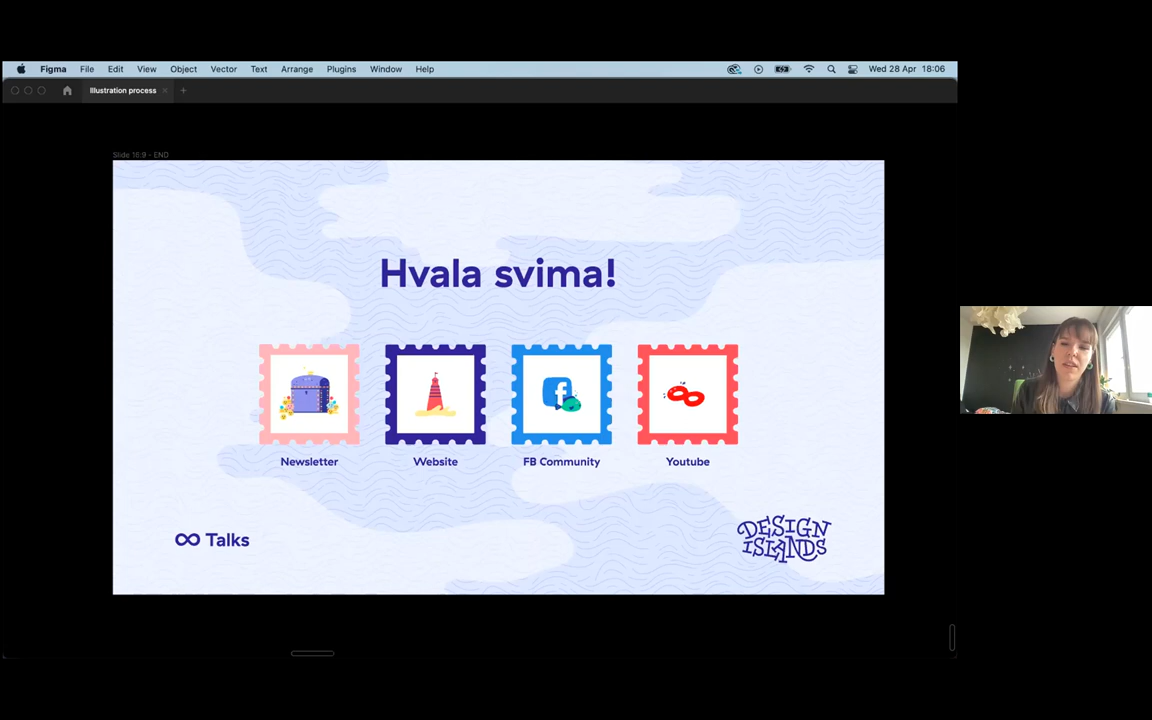 Figma File Edit View Object Vector Text Arrange Plugins Window Help Wed 28 Apr 18:06
Illustration process
Slide 16:9 - END
Hvala svima!
Newsletter Website FB Community Youtube
Talks
DESIGN
ISLANDS